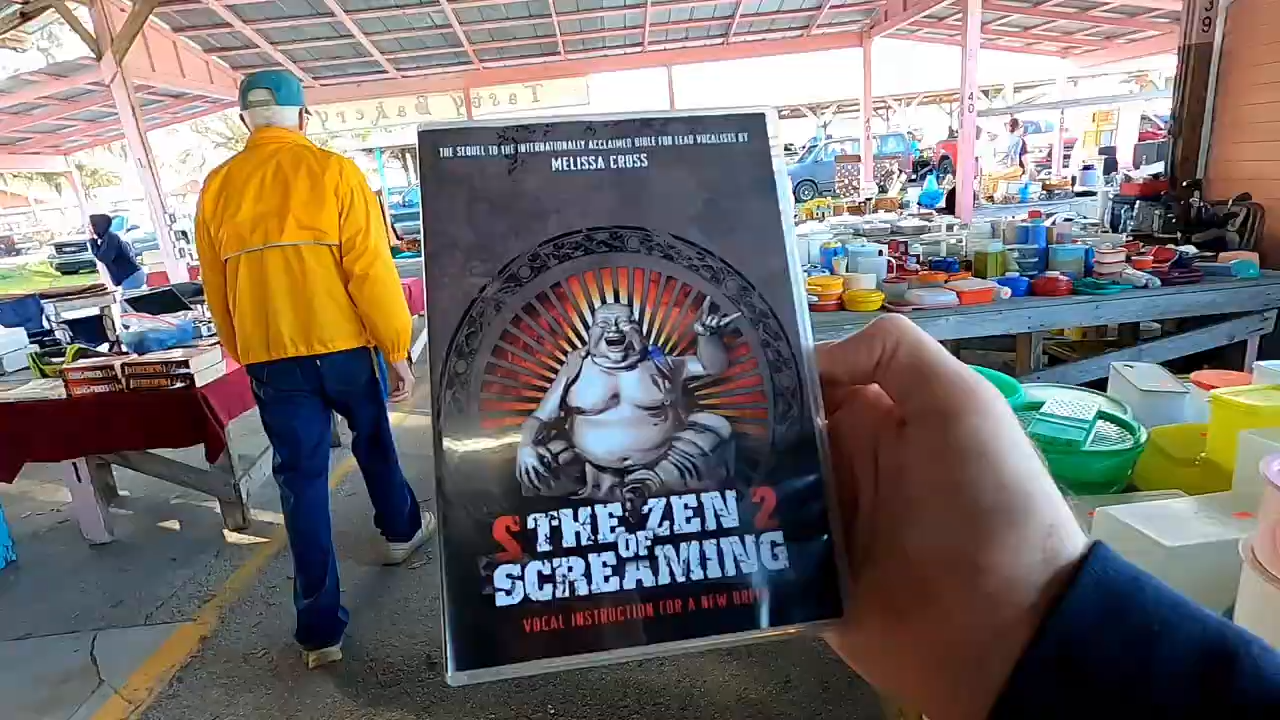 Tasty Bakery
39
40
THE SEQUEL TO THE INTERNATIONALLY ACCLAIMED BIBLE FOR LEAD VOCALISTS BY
MELISSA CROSS
THE ZEN 2
OF
SCREAMING
VOCAL INSTRUCTION FOR A NEW